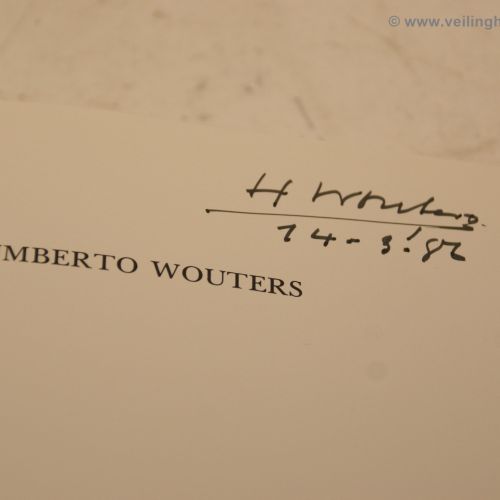 © www.veilingh
H Wouters.
14-3!'82
UMBERTO WOUTERS